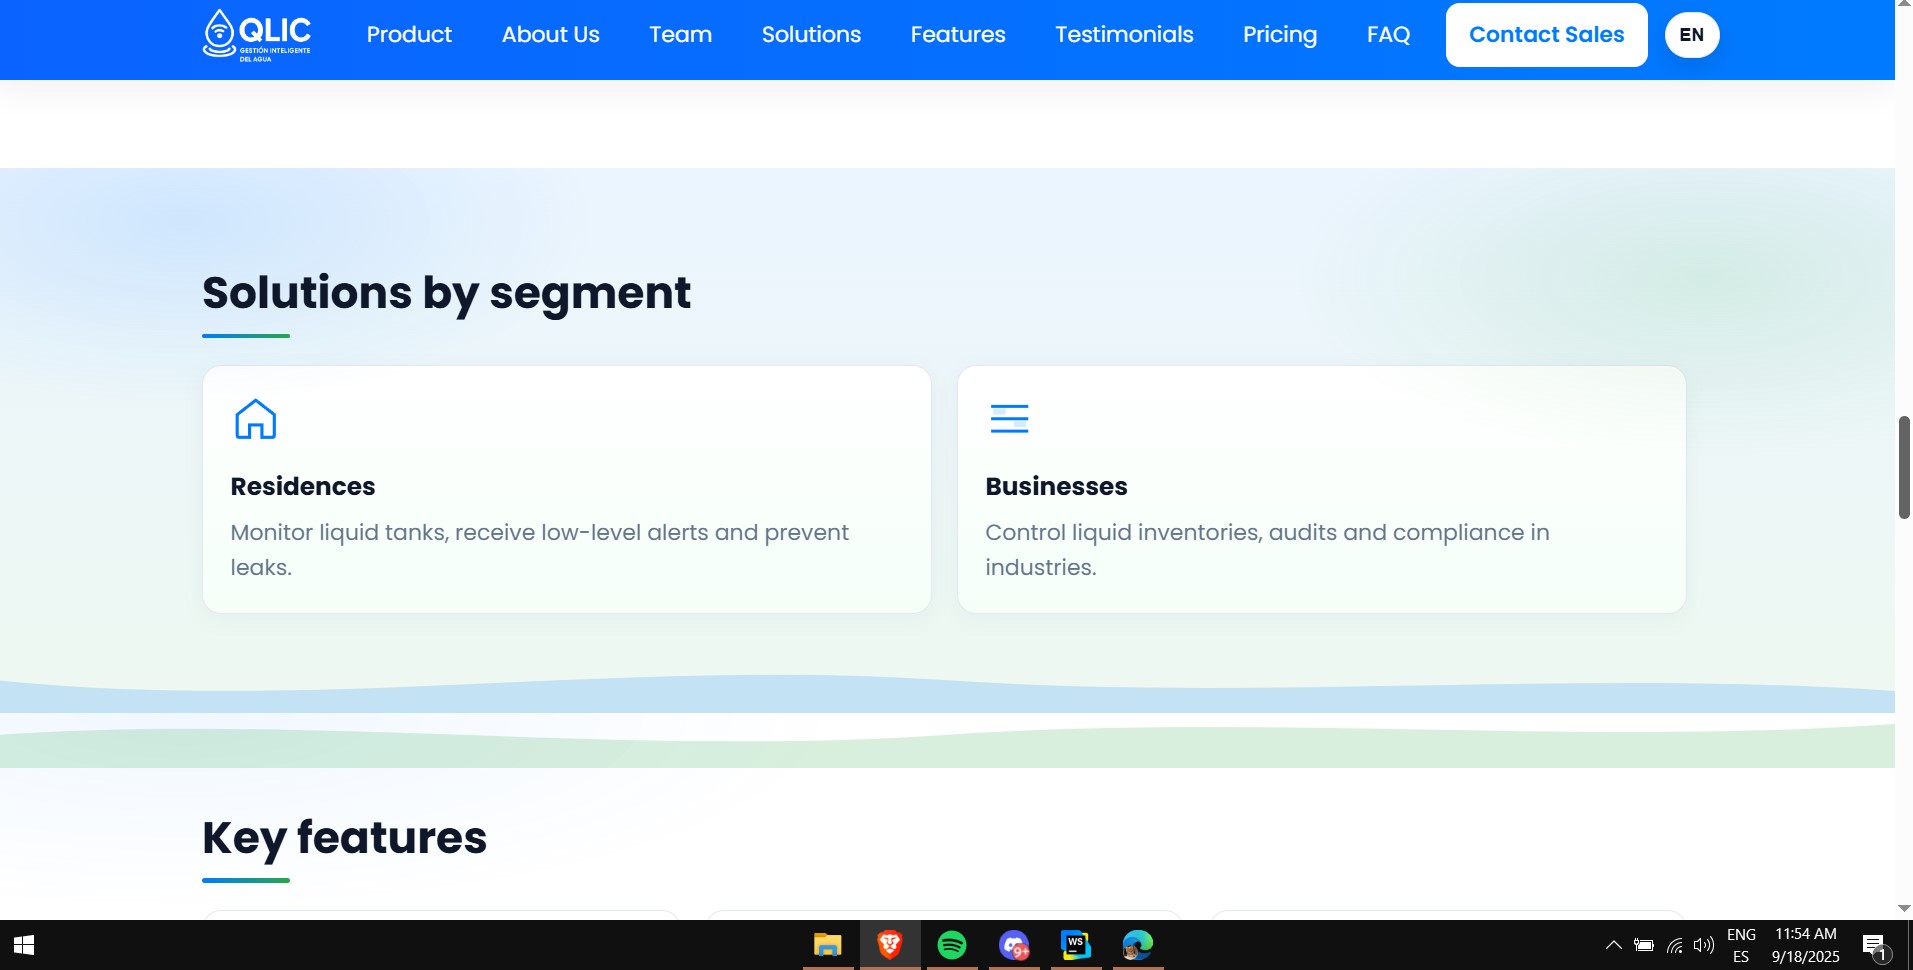 QLIC
GESTIÓN INTELIGENTE
DEL AGUA
Product
About Us
Team
Solutions
Features
Testimonials
Pricing
FAQ
Contact Sales
EN
Solutions by segment
Residences
Monitor liquid tanks, receive low-level alerts and prevent
leaks.
Businesses
Control liquid inventories, audits and compliance in
industries.
Key features
9+
WS
ENG
ES
11:54 AM
9/18/2025
1